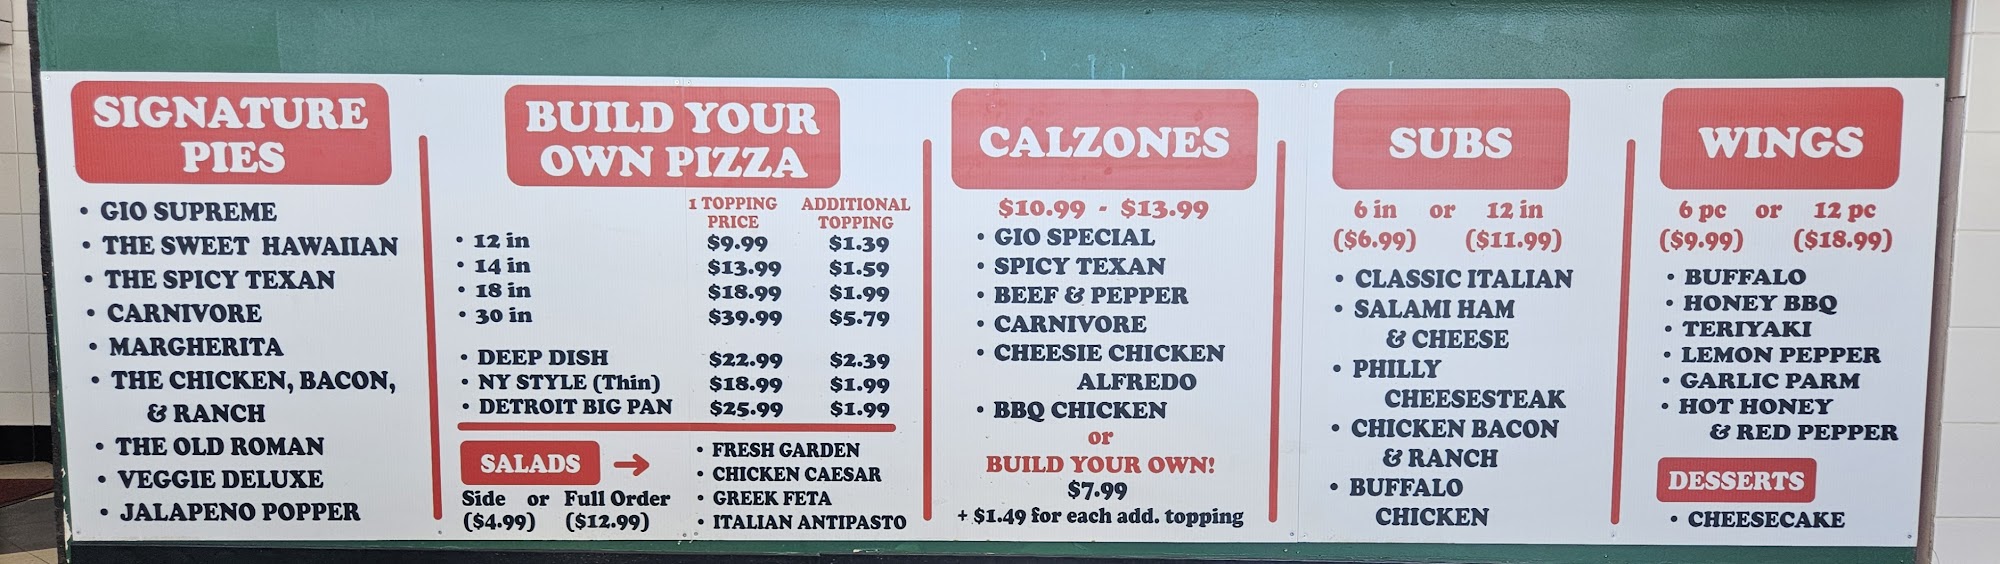 SIGNATURE
PIES
• GIO SUPREME
• THE SWEET HAWAIIAN
• THE SPICY TEXAN
• CARNIVORE
• MARGHERITA
• THE CHICKEN, BACON,
& RANCH
• THE OLD ROMAN
• VEGGIE DELUXE
• JALAPENO POPPER
BUILD YOUR
OWN PIZZA
1 TOPPING ADDITIONAL
PRICE TOPPING
• 12 in $9.99 $1.39
• 14 in $13.99 $1.59
• 18 in $18.99 $1.99
• 30 in $39.99 $5.79
• DEEP DISH $22.99 $2.39
• NY STYLE (Thin) $18.99 $1.99
• DETROIT BIG PAN $25.99 $1.99
SALADS →
Side or Full Order
($4.99) ($12.99)
• FRESH GARDEN
• CHICKEN CAESAR
• GREEK FETA
• ITALIAN ANTIPASTO
CALZONES
$10.99 - $13.99
• GIO SPECIAL
• SPICY TEXAN
• BEEF & PEPPER
• CARNIVORE
• CHEESIE CHICKEN
ALFREDO
• BBQ CHICKEN
or
BUILD YOUR OWN!
$7.99
+ $1.49 for each add. topping
SUBS
6 in or 12 in
($6.99) ($11.99)
• CLASSIC ITALIAN
• SALAMI HAM
& CHEESE
• PHILLY
CHEESESTEAK
• CHICKEN BACON
& RANCH
• BUFFALO
CHICKEN
WINGS
6 pc or 12 pc
($9.99) ($18.99)
• BUFFALO
• HONEY BBQ
• TERIYAKI
• LEMON PEPPER
• GARLIC PARM
• HOT HONEY
& RED PEPPER
DESSERTS
• CHEESECAKE